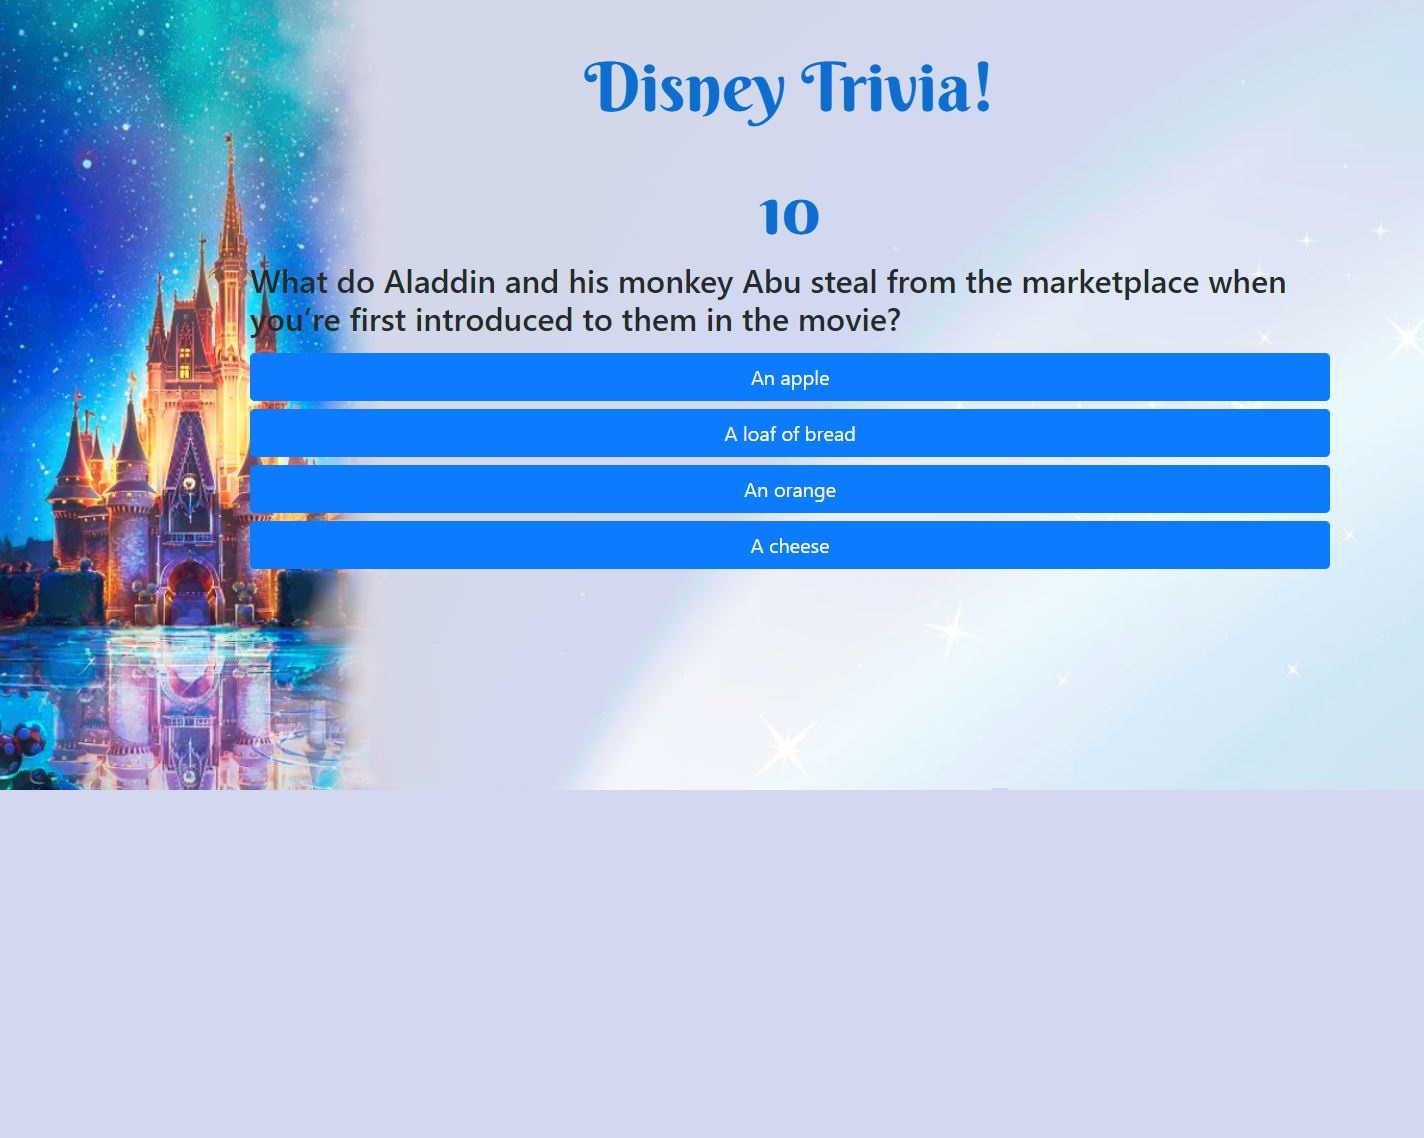 Disney Trivia!
10
What do Aladdin and his monkey Abu steal from the marketplace when
you’re first introduced to them in the movie?
An apple
A loaf of bread
An orange
A cheese